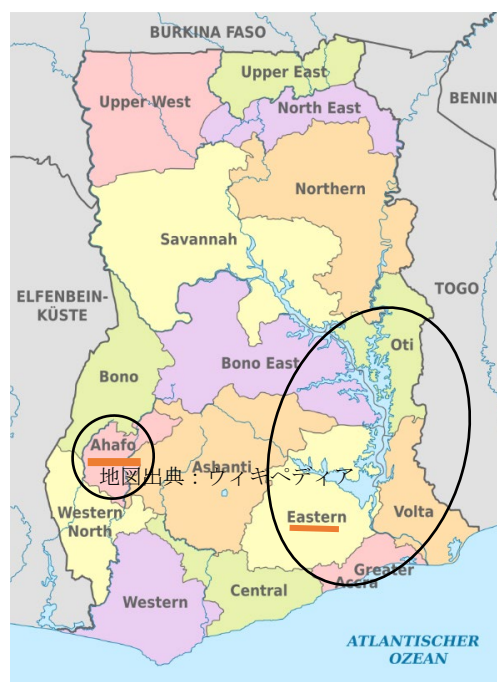 BURKINA FASO
Upper East
Upper West
BENIN
North East
Northern
Savannah
ELFENBEIN-
KÜSTE
TOGO
Oti
Bono East
Bono
Ahafo
地図出典：ウィキペディア
Ashanti
Western
North
Eastern
Volta
Greater
Accra
Central
Western
ATLANTISCHER
OZEAN